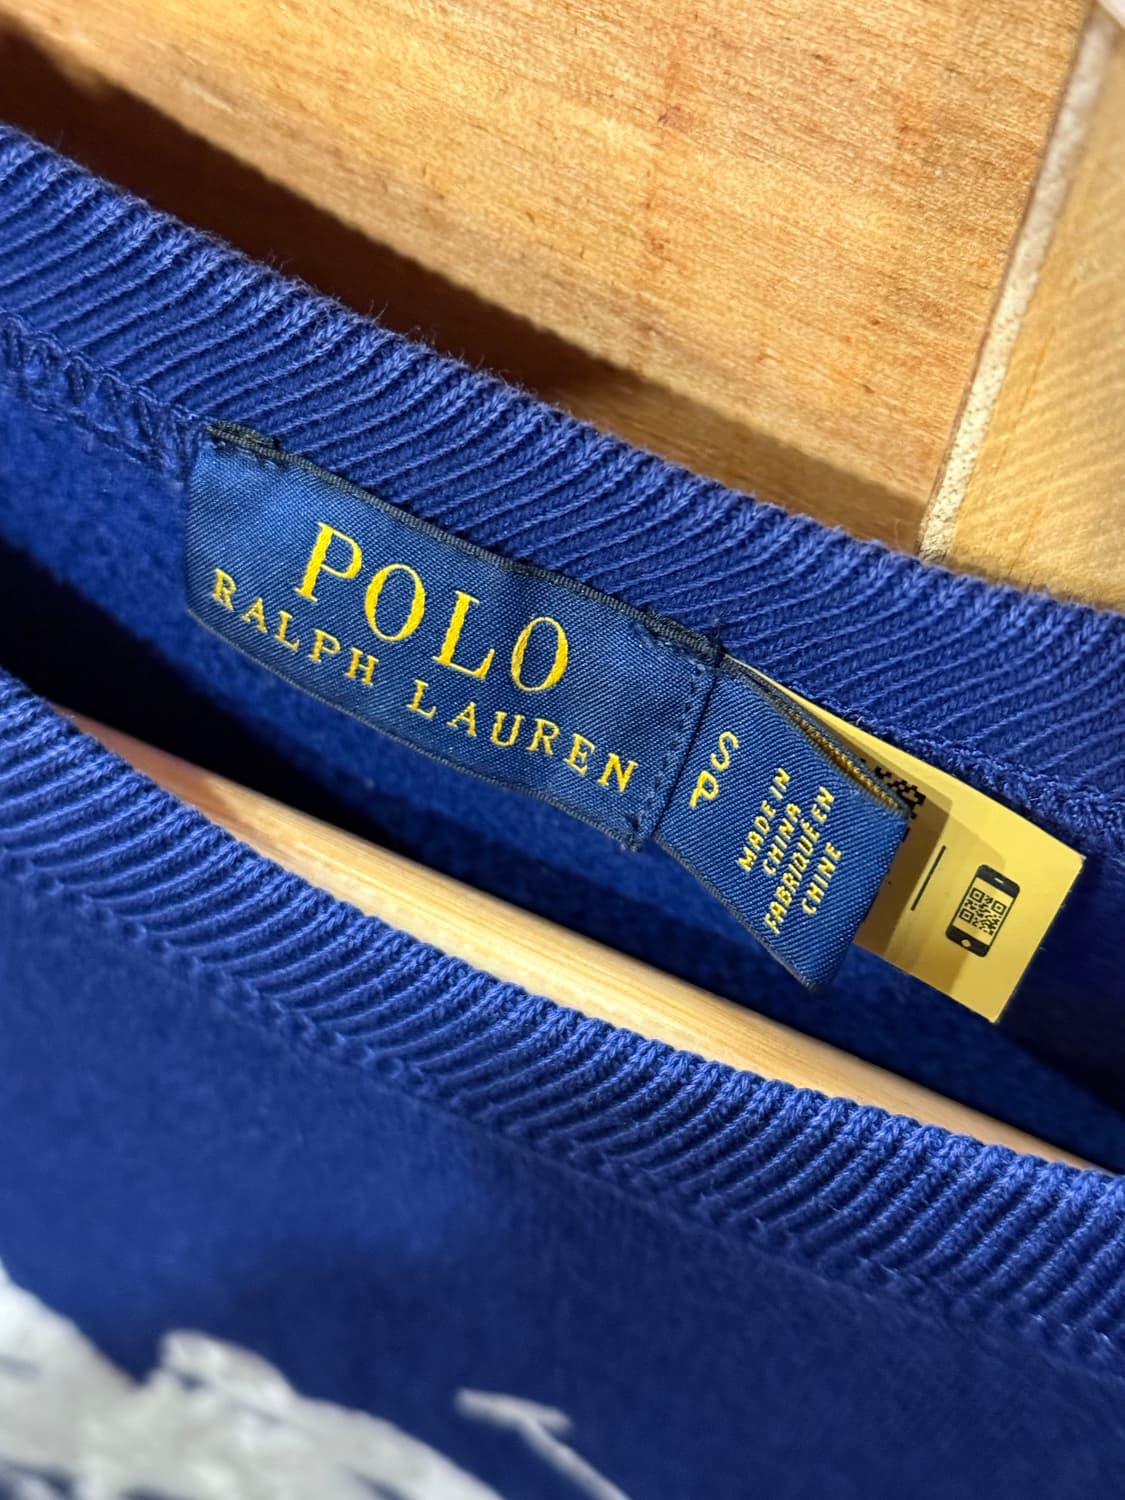 POLO
RALPH LAUREN
S
P
MADE IN
CHINA
FABRIQUÉ EN
CHINE